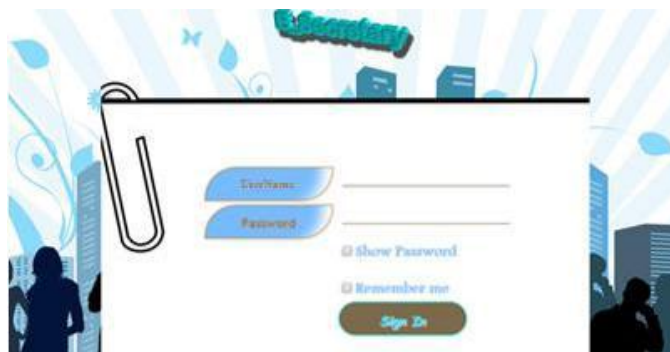 E.Secretary
UserName
Password
Show Password
Remember me
Sign In